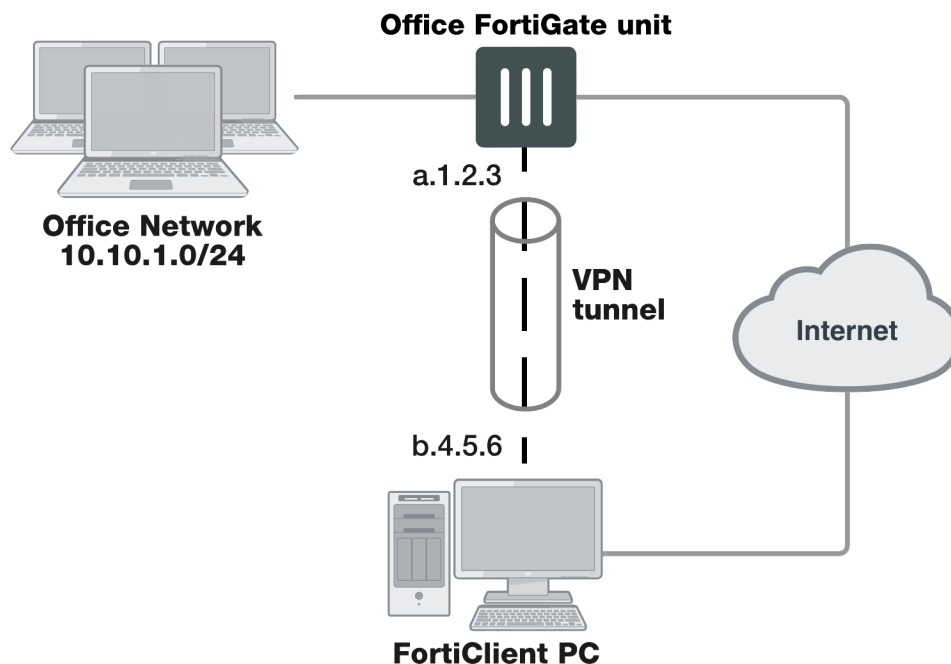 Office FortiGate unit
a.1.2.3
Office Network
10.10.1.0/24
VPN
tunnel
Internet
b.4.5.6
FortiClient PC